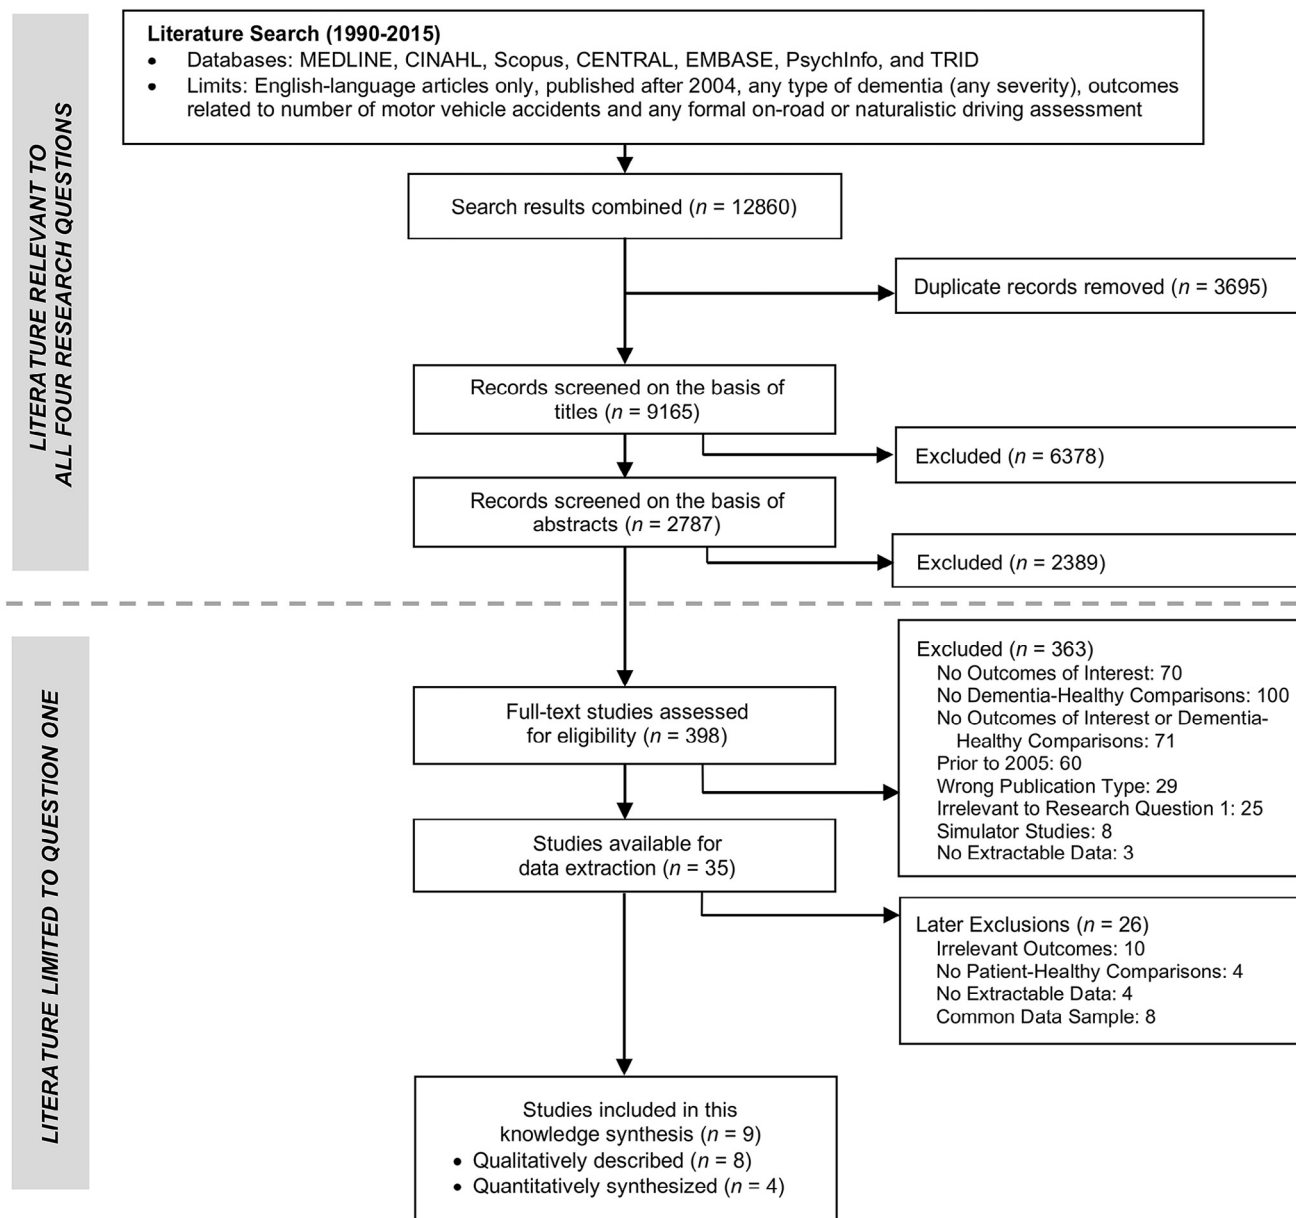 LITERATURE RELEVANT TO
ALL FOUR RESEARCH QUESTIONS
Literature Search (1990-2015)
• Databases: MEDLINE, CINAHL, Scopus, CENTRAL, EMBASE, PsychInfo, and TRID
• Limits: English-language articles only, published after 2004, any type of dementia (any severity), outcomes
related to number of motor vehicle accidents and any formal on-road or naturalistic driving assessment
Search results combined (n = 12860)
Duplicate records removed (n = 3695)
Records screened on the basis of
titles (n = 9165)
Excluded (n = 6378)
Records screened on the basis of
abstracts (n = 2787)
Excluded (n = 2389)
LITERATURE LIMITED TO QUESTION ONE
Full-text studies assessed
for eligibility (n = 398)
Excluded (n = 363)
No Outcomes of Interest: 70
No Dementia-Healthy Comparisons: 100
No Outcomes of Interest or Dementia-
Healthy Comparisons: 71
Prior to 2005: 60
Wrong Publication Type: 29
Irrelevant to Research Question 1: 25
Simulator Studies: 8
No Extractable Data: 3
Studies available for
data extraction (n = 35)
Later Exclusions (n = 26)
Irrelevant Outcomes: 10
No Patient-Healthy Comparisons: 4
No Extractable Data: 4
Common Data Sample: 8
Studies included in this
knowledge synthesis (n = 9)
• Qualitatively described (n = 8)
• Quantitatively synthesized (n = 4)